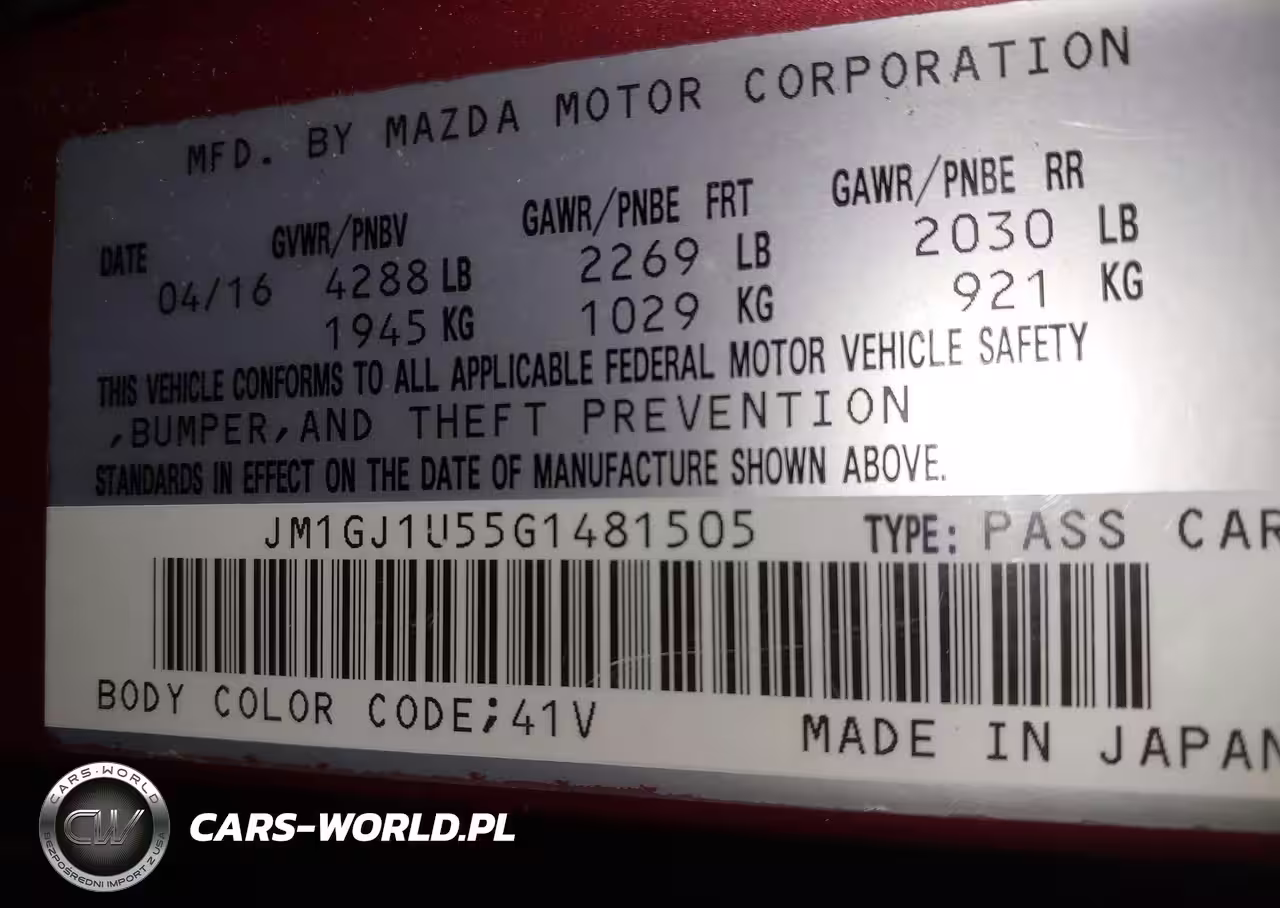 MFD. BY MAZDA MOTOR CORPORATION
DATE GVWR/PNBV GAWR/PNBE FRT GAWR/PNBE RR
04/16 4288 LB 2269 LB 2030 LB
1945 KG 1029 KG 921 KG
THIS VEHICLE CONFORMS TO ALL APPLICABLE FEDERAL MOTOR VEHICLE SAFETY
,BUMPER,AND THEFT PREVENTION
STANDARDS IN EFFECT ON THE DATE OF MANUFACTURE SHOWN ABOVE.
JM1GJ1U55G1481505 TYPE: PASS CAR
BODY COLOR CODE;41V MADE IN JAPAN
CARS-WORLD
CW
BEZPOŚREDNI IMPORT Z USA
CARS-WORLD.PL